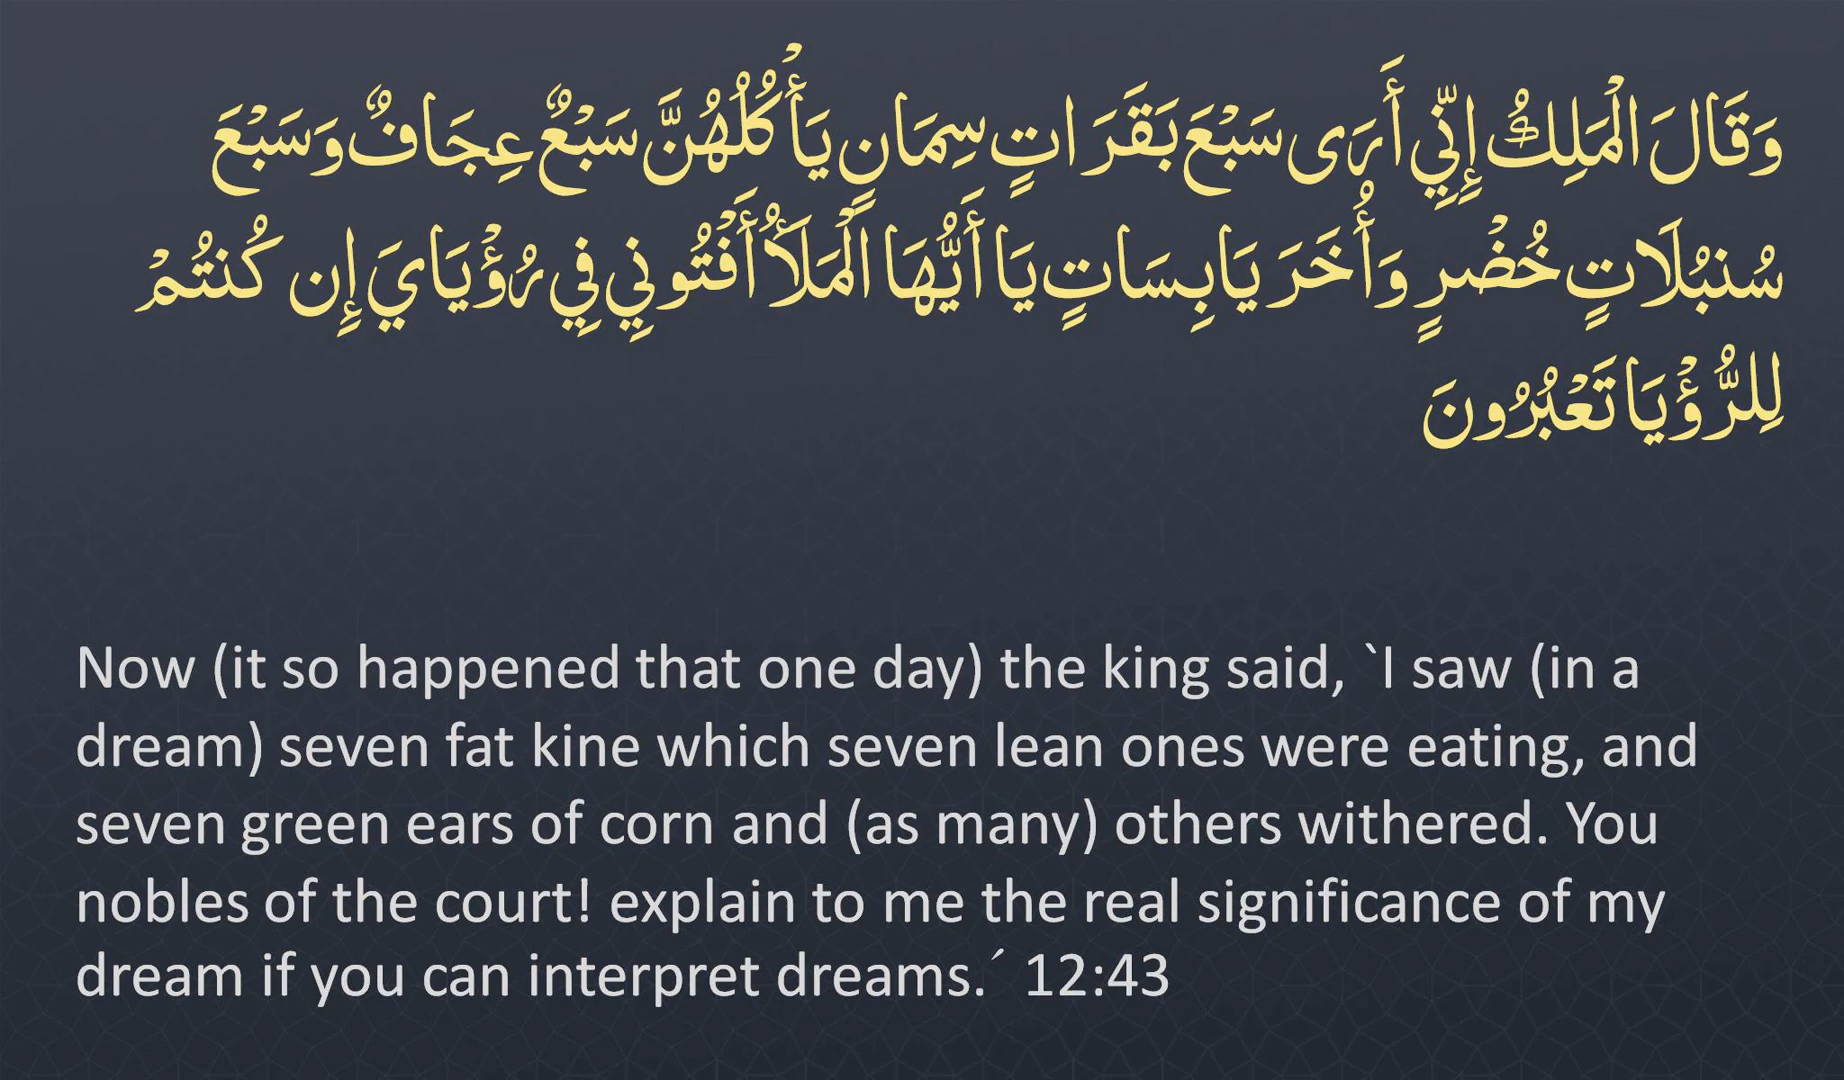 وَقَالَ الْمَلِكُ إِنِّي أَرَى سَبْعَ بَقَرَاتٍ سِمَانٍ يَأْكُلُهُنَّ سَبْعٌ عِجَافٌ وَسَبْعَ
سُنبُلَاتٍ خُضْرٍ وَأُخَرَ يَابِسَاتٍ يَا أَيُّهَا الْمَلَأُ أَفْتُونِي فِي رُؤْيَايَ إِن كُنتُمْ
لِلرُّؤْيَا تَعْبُرُونَ
Now (it so happened that one day) the king said, `I saw (in a
dream) seven fat kine which seven lean ones were eating, and
seven green ears of corn and (as many) others withered. You
nobles of the court! explain to me the real significance of my
dream if you can interpret dreams.´ 12:43